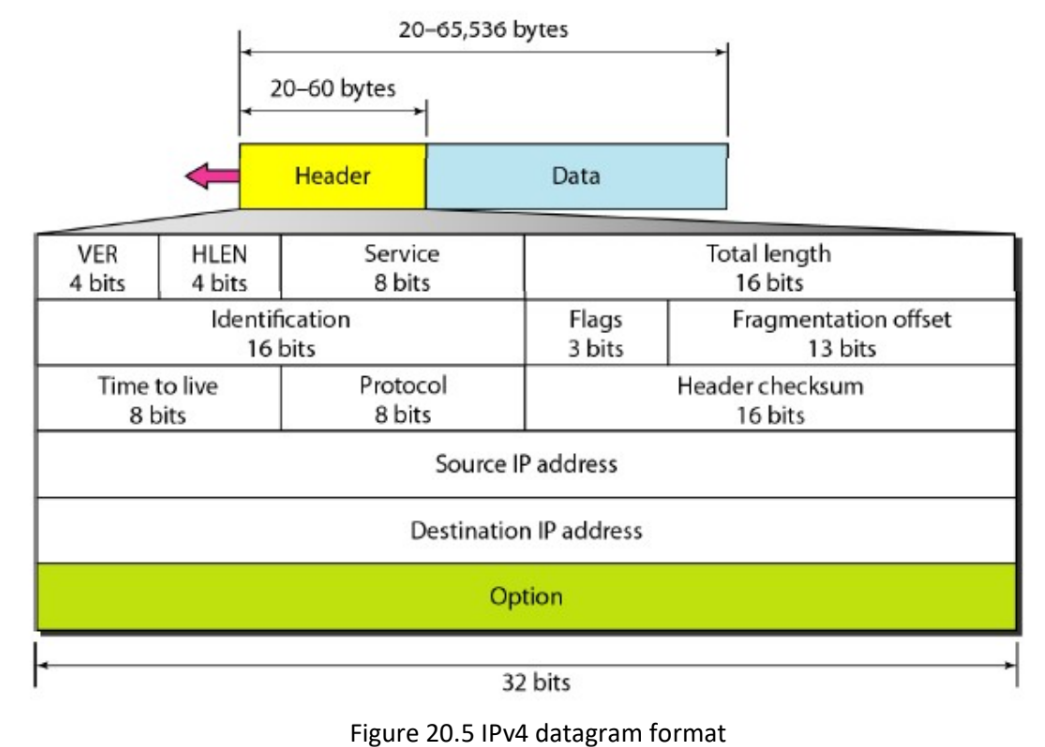 20–65,536 bytes
20–60 bytes
Header
Data
VER
4 bits
HLEN
4 bits
Service
8 bits
Total length
16 bits
Identification
16 bits
Flags
3 bits
Fragmentation offset
13 bits
Time to live
8 bits
Protocol
8 bits
Header checksum
16 bits
Source IP address
Destination IP address
Option
32 bits
Figure 20.5 IPv4 datagram format